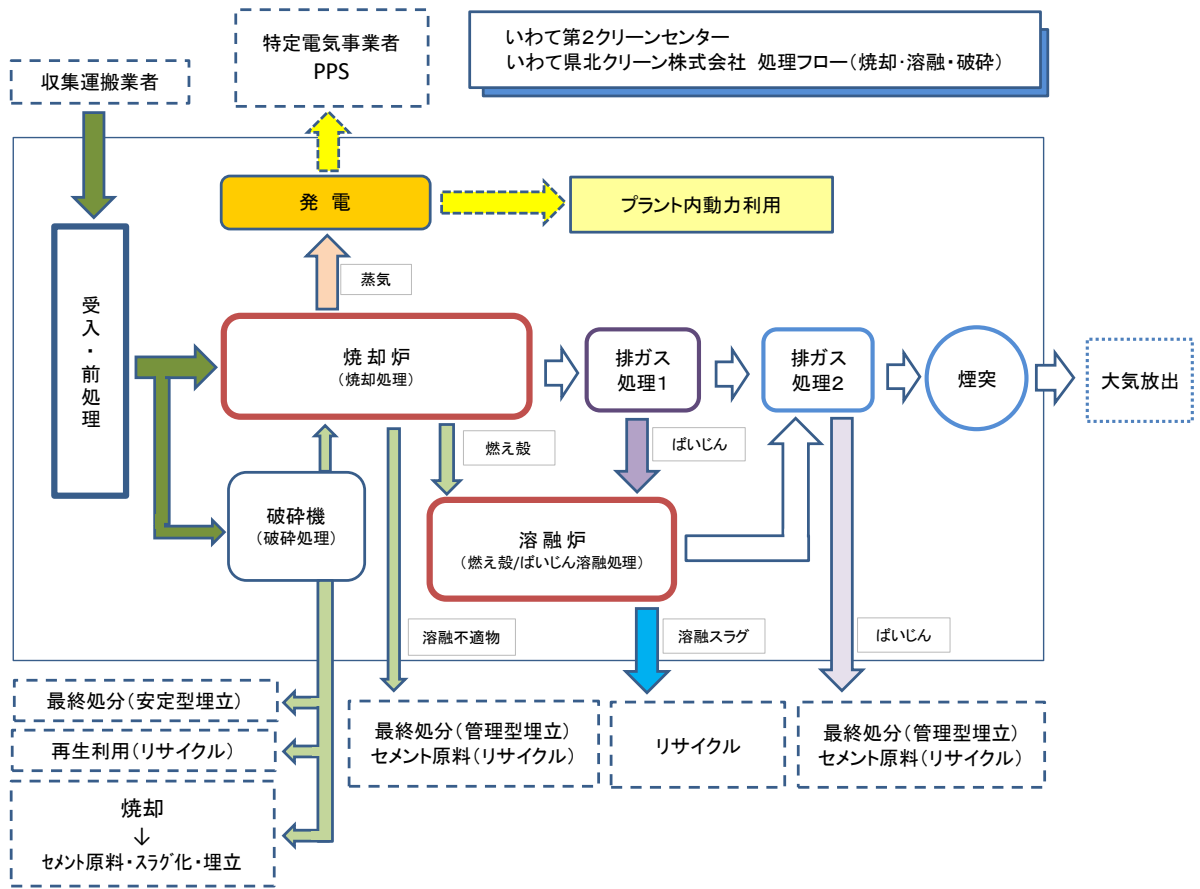 特定電気事業者
PPS
いわて第2クリーンセンター
いわて県北クリーン株式会社 処理フロー(焼却・溶融・破砕)
収集運搬業者
発 電
プラント内動力利用
蒸気
受入・前処理
焼 却 炉
(焼却処理)
排ガス
処理1
排ガス
処理2
煙突
大気放出
燃え殻
ばいじん
破砕機
(破砕処理)
溶 融 炉
(燃え殻/ばいじん溶融処理)
溶融不適物
溶融スラグ
ばいじん
最終処分(安定型埋立)
再生利用(リサイクル)
焼却
↓
セメント原料・スラグ化・埋立
最終処分(管理型埋立)
セメント原料(リサイクル)
リサイクル
最終処分(管理型埋立)
セメント原料(リサイクル)